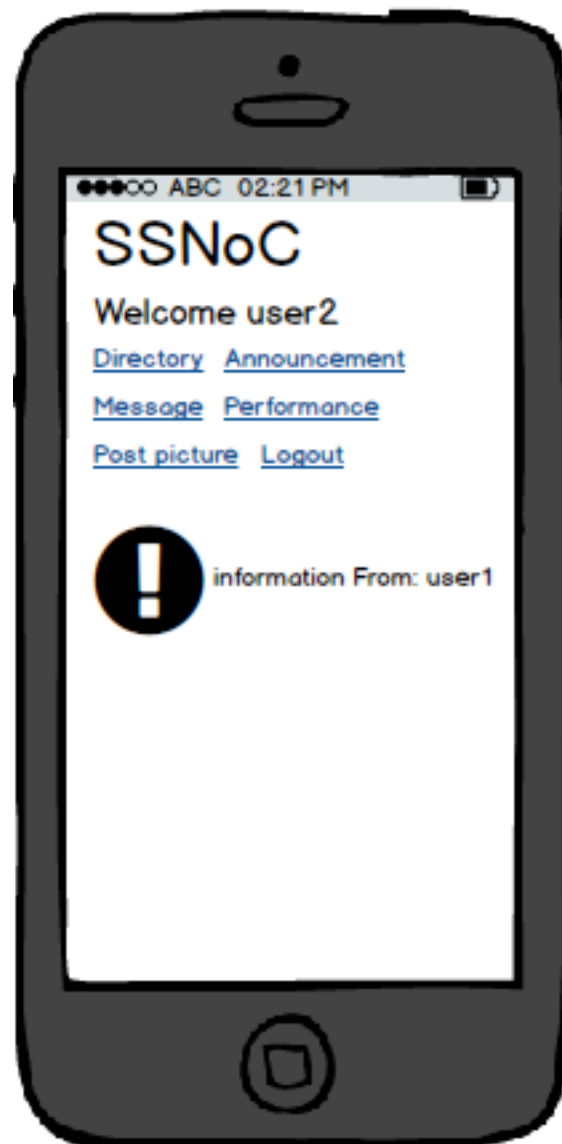 ABC 02:21 PM
SSNoC
Welcome user2
Directory Announcement
Message Performance
Post picture Logout
! information From: user1